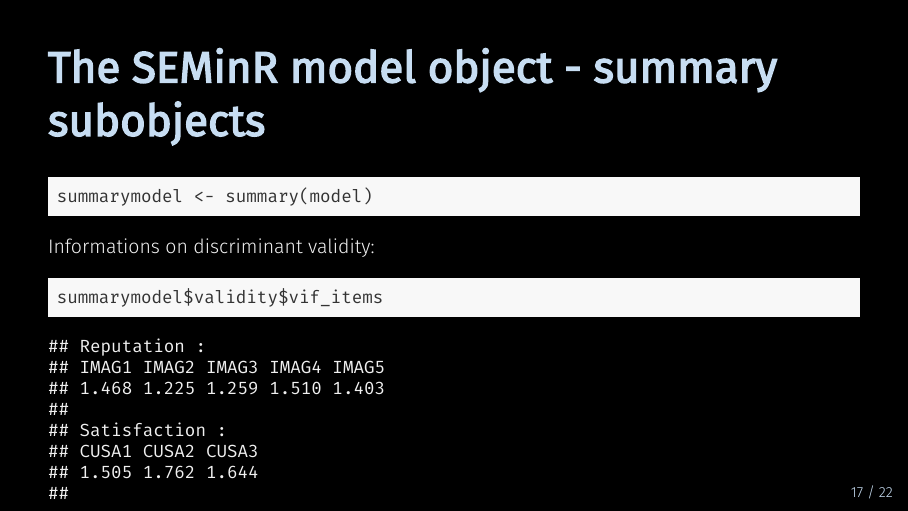 The SEMinR model object - summary
subobjects
summarymodel <- summary(model)
Informations on discriminant validity:
summarymodel$validity$vif_items
## Reputation :
## IMAG1 IMAG2 IMAG3 IMAG4 IMAG5
## 1.468 1.225 1.259 1.510 1.403
##
## Satisfaction :
## CUSA1 CUSA2 CUSA3
## 1.505 1.762 1.644
##
17 / 22